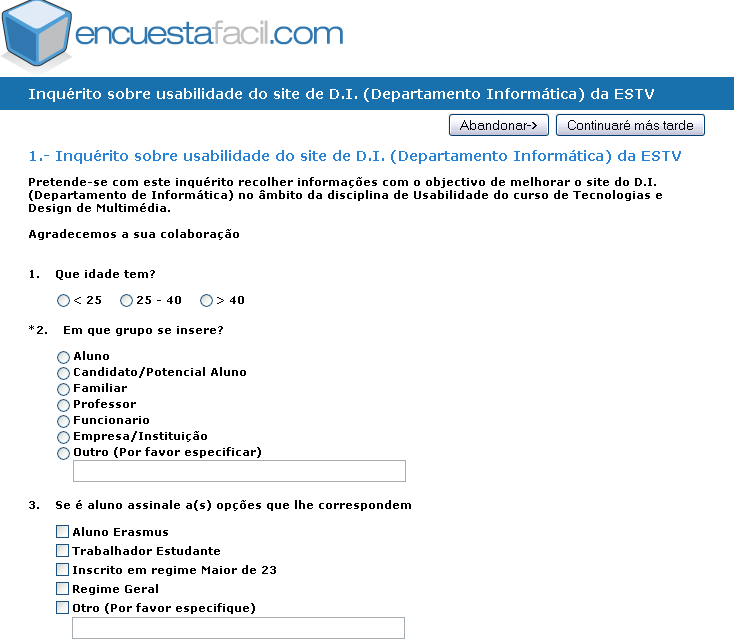 encuestafacil.com
Inquérito sobre usabilidade do site de D.I. (Departamento Informática) da ESTV
Abandonar-> Continuaré más tarde
1.- Inquérito sobre usabilidade do site de D.I. (Departamento Informática) da ESTV
Pretende-se com este inquérito recolher informações com o objectivo de melhorar o site do D.I.
(Departamento de Informática) no âmbito da disciplina de Usabilidade do curso de Tecnologias e
Design de Multimédia.
Agradecemos a sua colaboração
1. Que idade tem?
< 25 25 - 40 > 40
*2. Em que grupo se insere?
Aluno
Candidato/Potencial Aluno
Familiar
Professor
Funcionario
Empresa/Instituição
Outro (Por favor especificar)
3. Se é aluno assinale a(s) opções que lhe correspondem
Aluno Erasmus
Trabalhador Estudante
Inscrito em regime Maior de 23
Regime Geral
Otro (Por favor especifique)